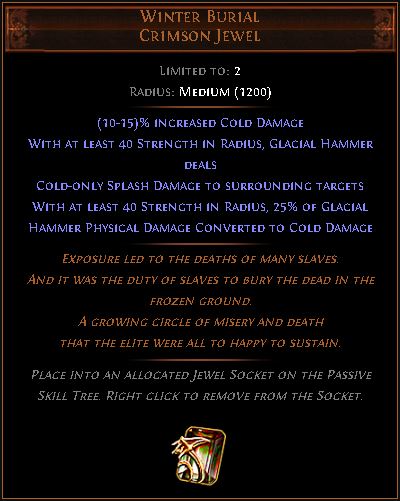 Winter Burial
Crimson Jewel
Limited to: 2
Radius: Medium (1200)
(10-15)% increased Cold Damage
With at least 40 Strength in Radius, Glacial Hammer
deals
Cold-only Splash Damage to surrounding targets
With at least 40 Strength in Radius, 25% of Glacial
Hammer Physical Damage Converted to Cold Damage
Exposure led to the deaths of many slaves.
And it was the duty of slaves to bury the dead in the
frozen ground.
A growing circle of misery and death
that the elite were all to happy to sustain.
Place into an allocated Jewel Socket on the Passive
Skill Tree. Right click to remove from the Socket.